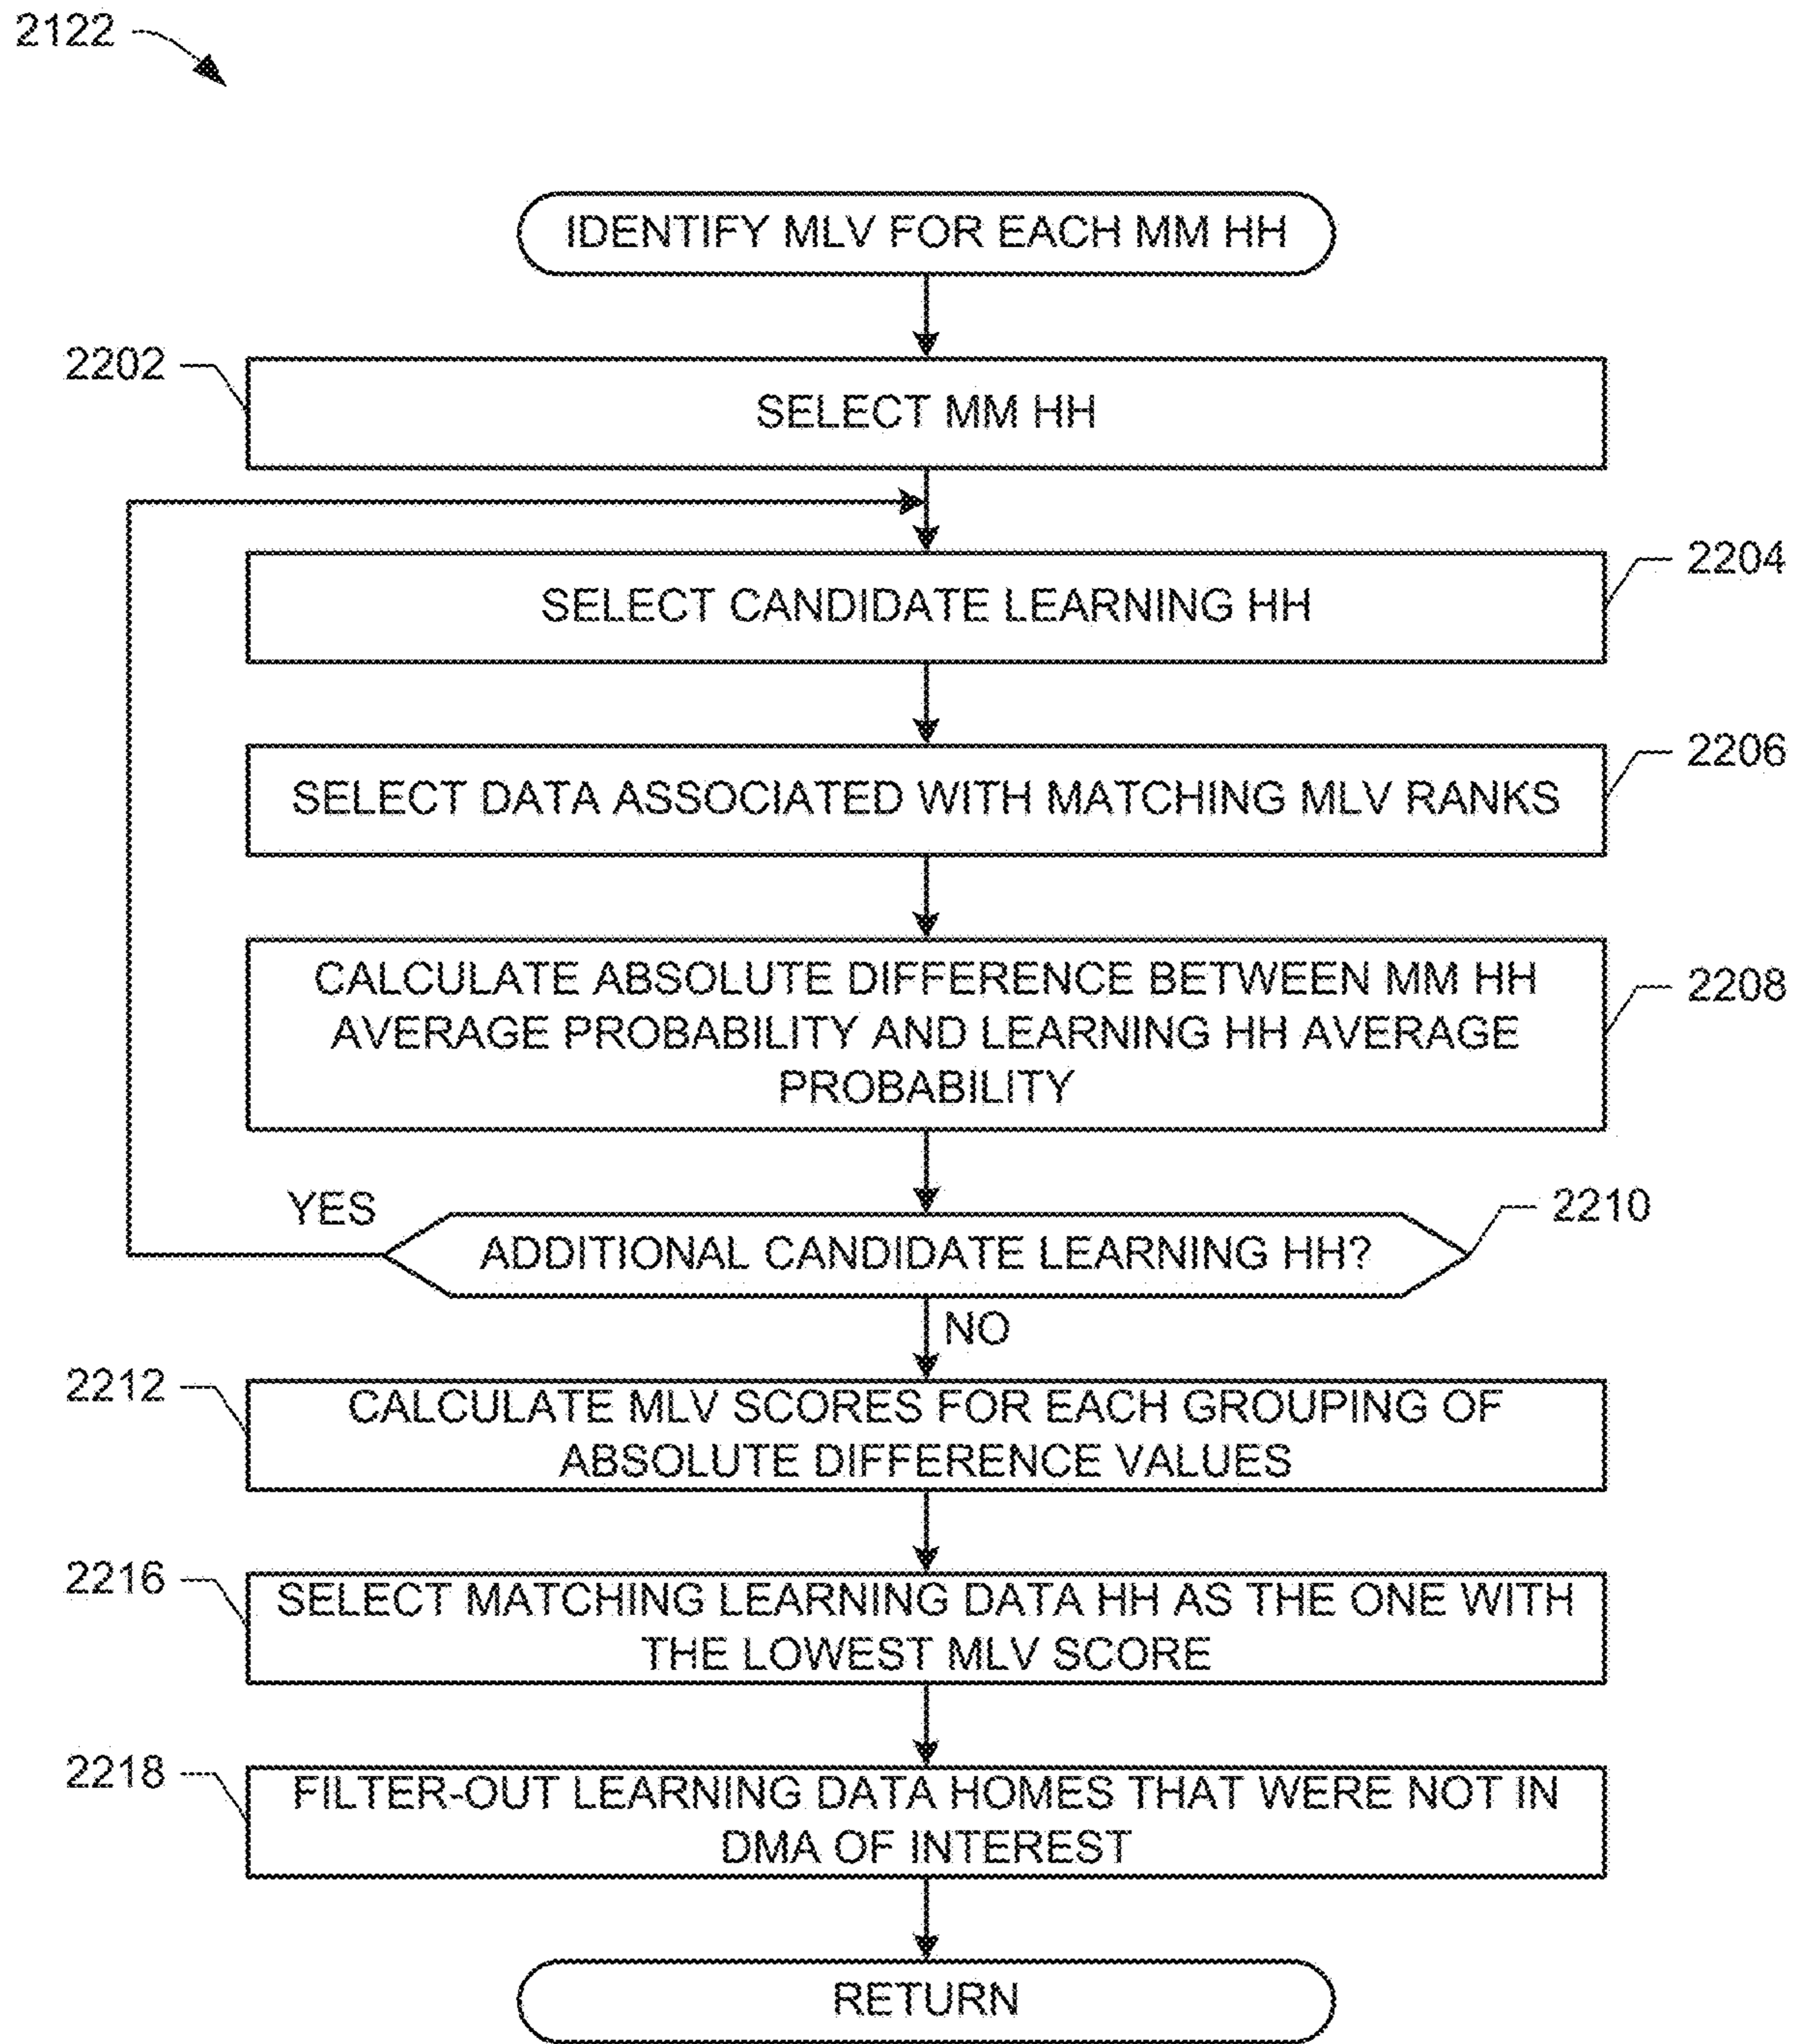 2122
IDENTIFY MLV FOR EACH MM HH
2202
SELECT MM HH
2204
SELECT CANDIDATE LEARNING HH
2206
SELECT DATA ASSOCIATED WITH MATCHING MLV RANKS
2208
CALCULATE ABSOLUTE DIFFERENCE BETWEEN MM HH
AVERAGE PROBABILITY AND LEARNING HH AVERAGE
PROBABILITY
YES
2210
ADDITIONAL CANDIDATE LEARNING HH?
NO
2212
CALCULATE MLV SCORES FOR EACH GROUPING OF
ABSOLUTE DIFFERENCE VALUES
2216
SELECT MATCHING LEARNING DATA HH AS THE ONE WITH
THE LOWEST MLV SCORE
2218
FILTER-OUT LEARNING DATA HOMES THAT WERE NOT IN
DMA OF INTEREST
RETURN